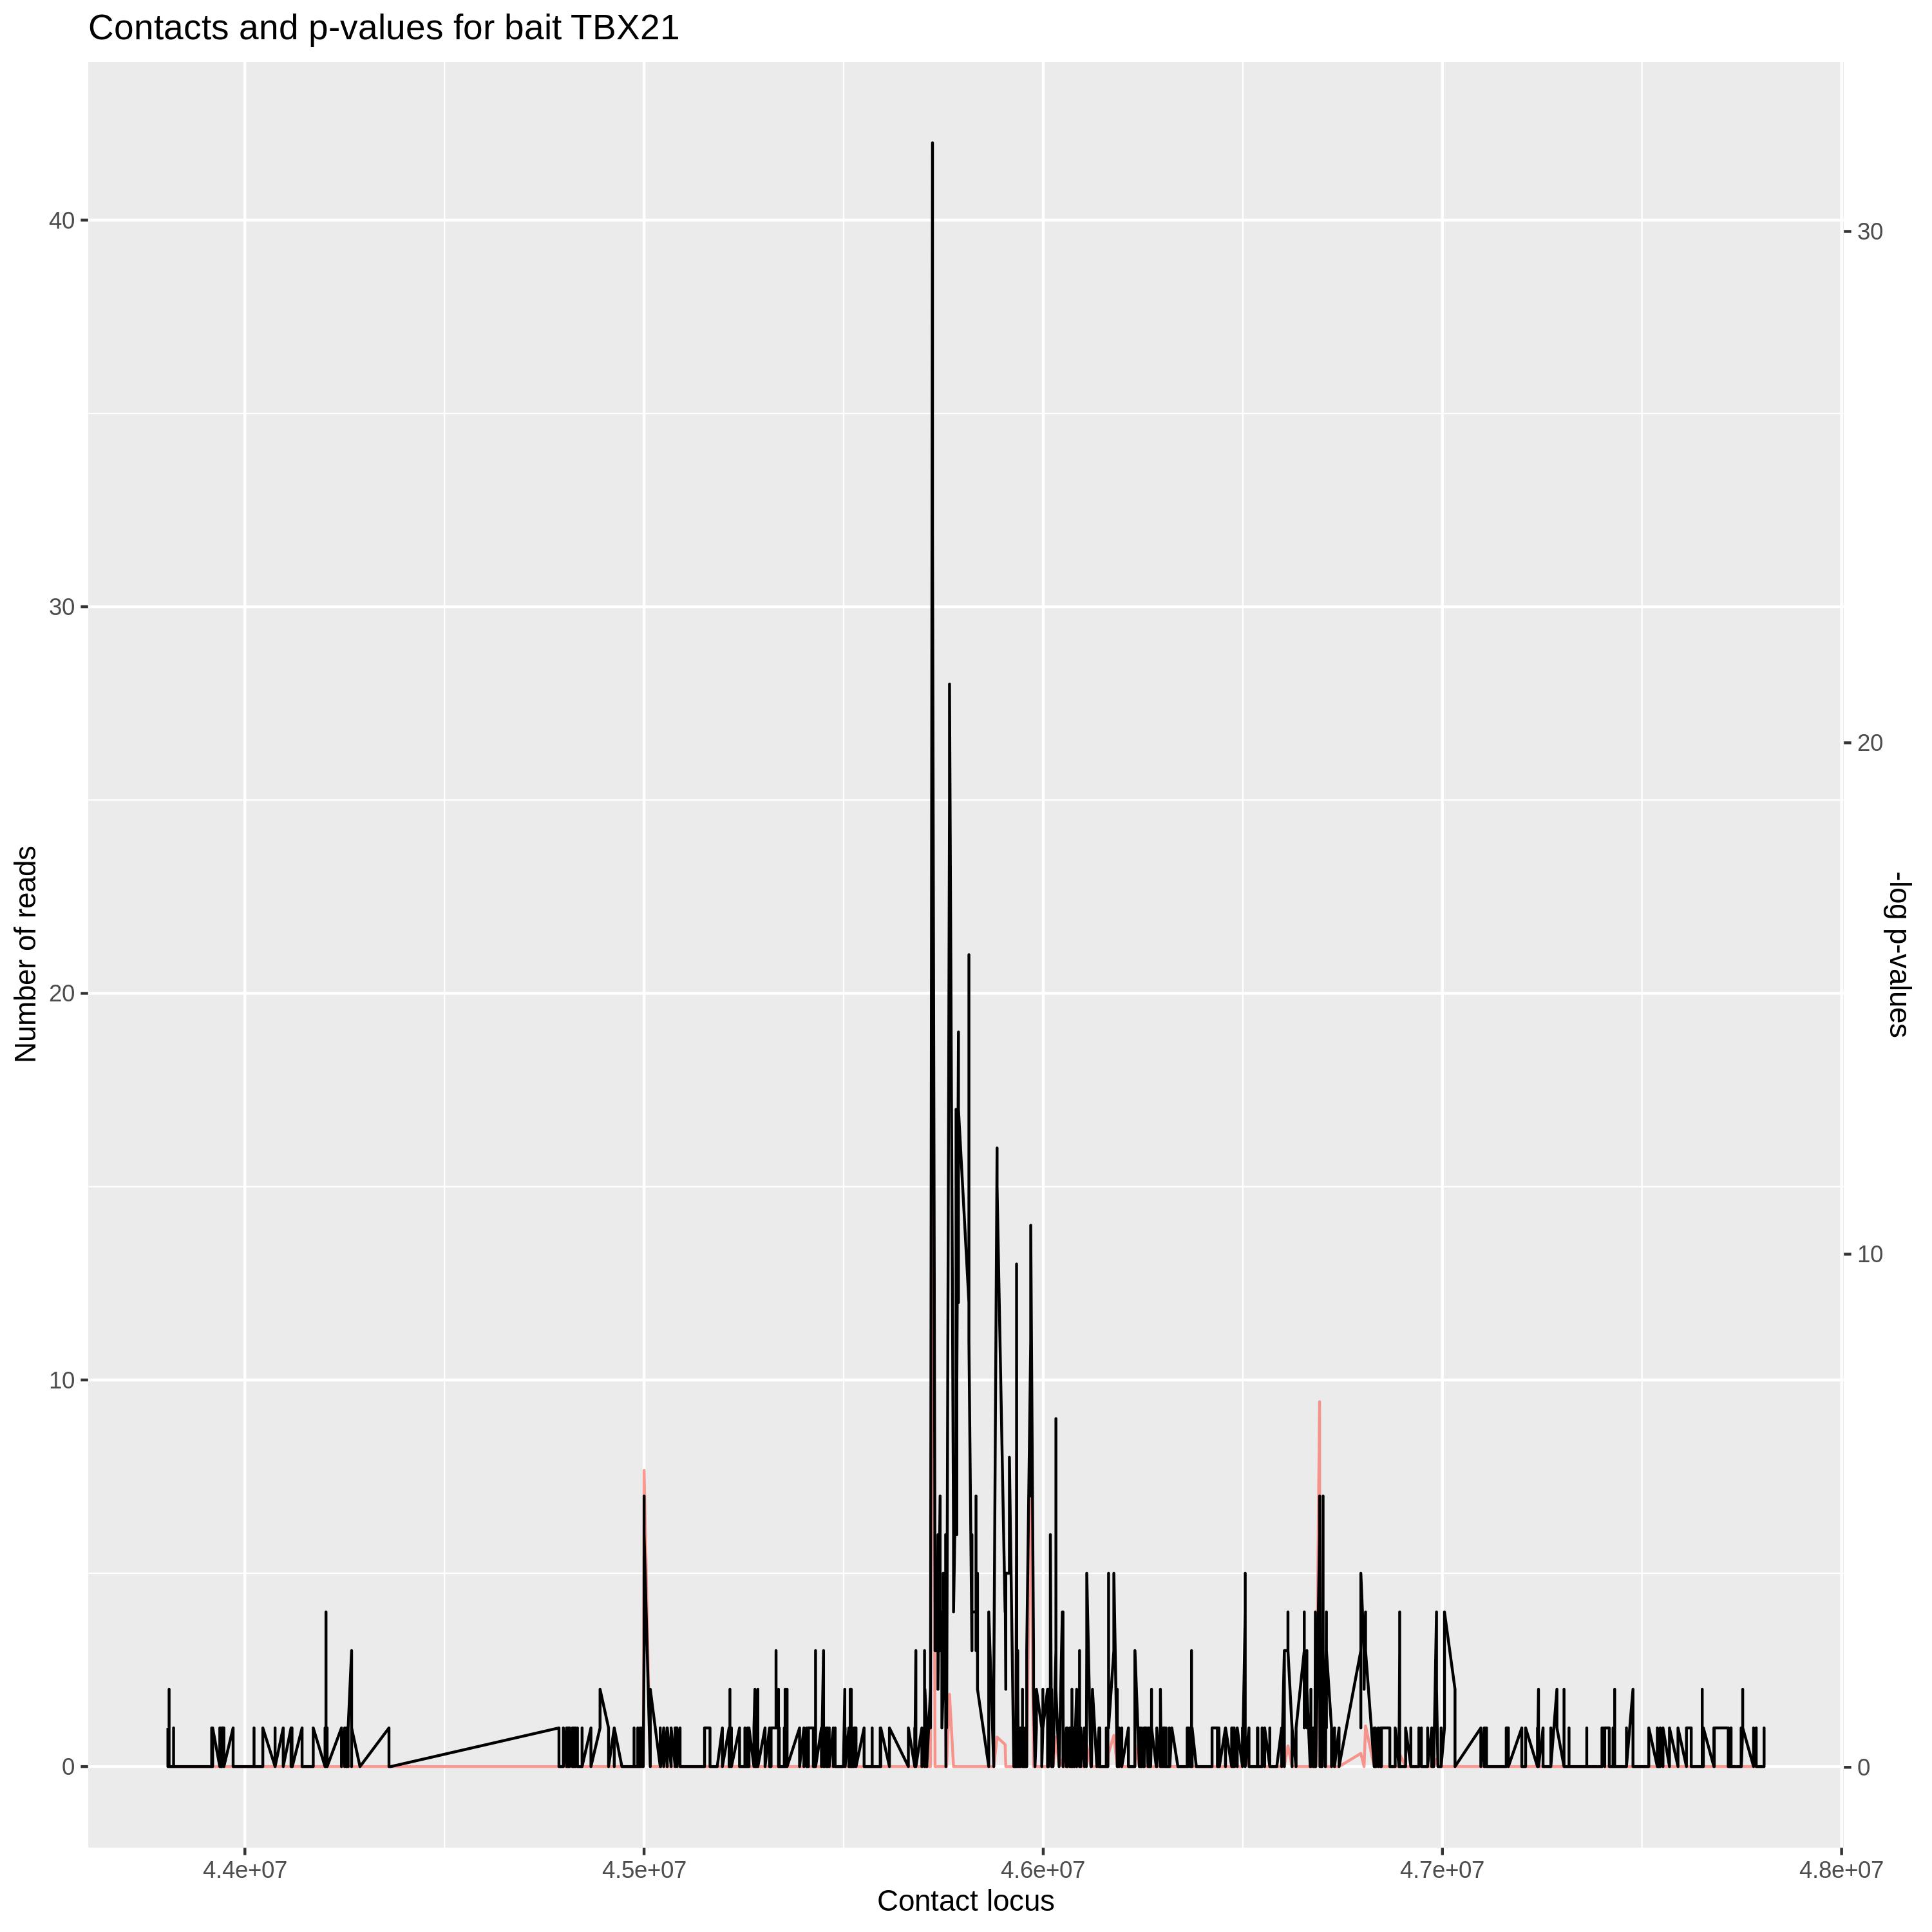 Contacts and p-values for bait TBX21
40
30
20
10
0
Number of reads
30
20
10
0
-log p-values
4.4e+07
4.5e+07
4.6e+07
4.7e+07
4.8e+07
Contact locus